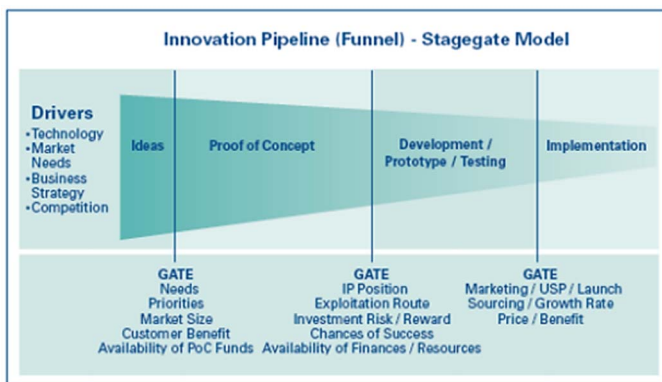 Innovation Pipeline (Funnel) - Stagegate Model
Drivers
•Technology
•Market
Needs
•Business
Strategy
•Competition
Ideas
Proof of Concept
Development /
Prototype / Testing
Implementation
GATE
Needs
Priorities
Market Size
Customer Benefit
Availability of PoC Funds
GATE
IP Position
Exploitation Route
Investment Risk / Reward
Chances of Success
Availability of Finances / Resources
GATE
Marketing / USP / Launch
Sourcing / Growth Rate
Price / Benefit